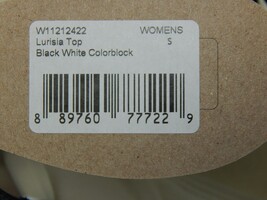 W11212422 WOMENS
Lurisia Top S
Black White Colorblock
8 89760 77722 9